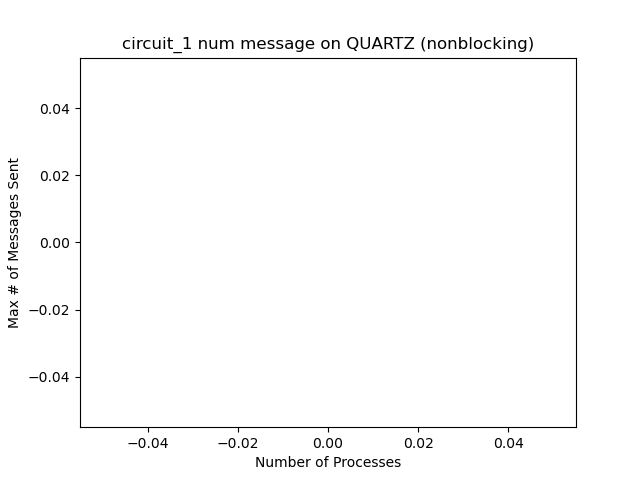 circuit_1 num message on QUARTZ (nonblocking)
Max # of Messages Sent
0.04
0.02
0.00
−0.02
−0.04
−0.04 −0.02 0.00 0.02 0.04
Number of Processes